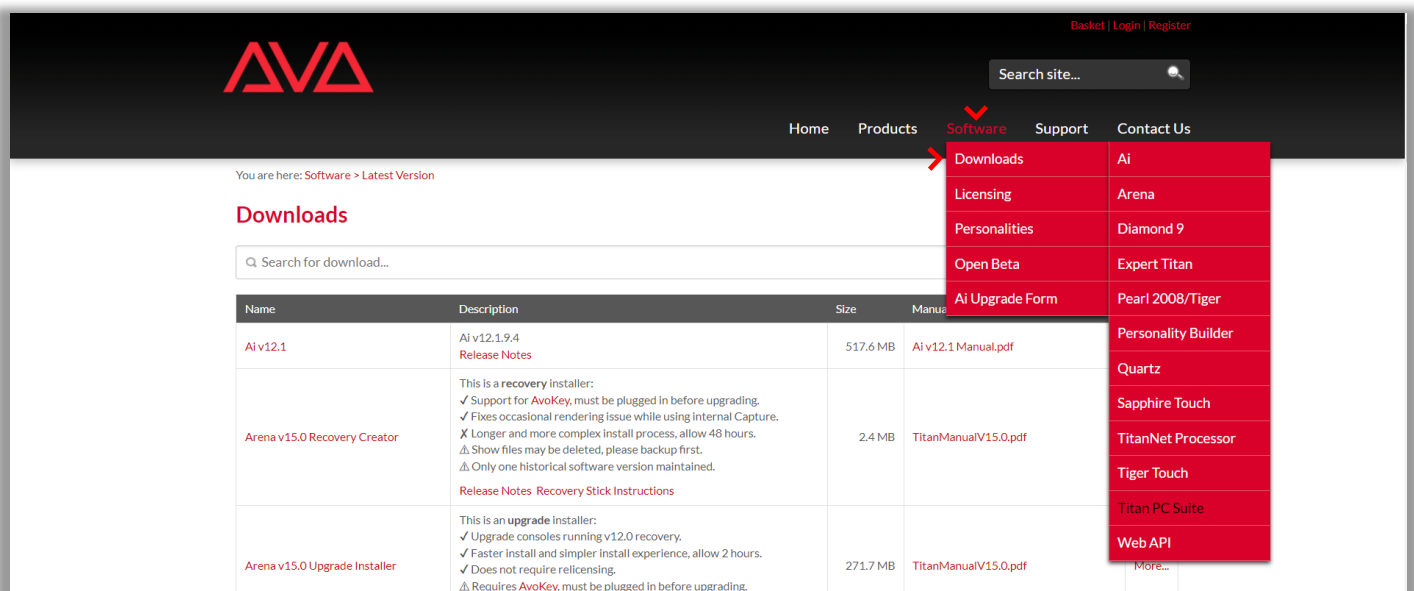 Basket | Login | Register
AVA
Search site...
Home Products Software Support Contact Us
Downloads
Licensing
Personalities
Open Beta
Ai Upgrade Form
Ai
Arena
Diamond 9
Expert Titan
Pearl 2008/Tiger
Personality Builder
Quartz
Sapphire Touch
TitanNet Processor
Tiger Touch
Titan PC Suite
Web API
You are here: Software > Latest Version
Downloads
Search for download...
Name Description Size Manua
Ai v12.1
Ai v12.1.9.4
Release Notes
517.6 MB
Ai v12.1 Manual.pdf
Arena v15.0 Recovery Creator
This is a recovery installer:
✓ Support for AvoKey, must be plugged in before upgrading.
✓ Fixes occasional rendering issue while using internal Capture.
✗ Longer and more complex install process, allow 48 hours.
⚠ Show files may be deleted, please backup first.
⚠ Only one historical software version maintained.
Release Notes Recovery Stick Instructions
2.4 MB
TitanManualV15.0.pdf
Arena v15.0 Upgrade Installer
This is an upgrade installer:
✓ Upgrade consoles running v12.0 recovery.
✓ Faster install and simpler install experience, allow 2 hours.
✓ Does not require relicensing.
⚠ Requires AvoKey, must be plugged in before upgrading.
271.7 MB
TitanManualV15.0.pdf
More...